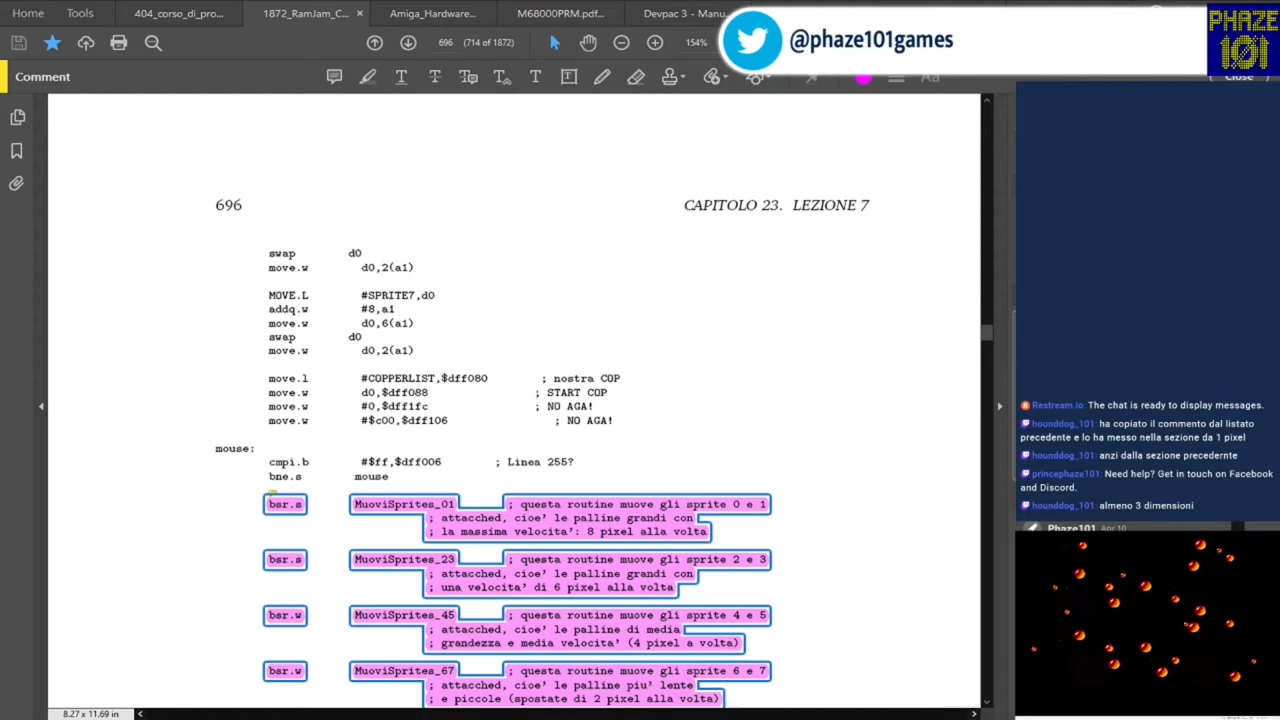 Home Tools 404_corso_di_pro... 1872_RamJam_C... × Amiga_Hardware... M68000PRM.pdf... Devpac 3 - Manu...
@phaze101games
PHAZE
101
696 (714 of 1872) 154%
Comment
Close
696 CAPITOLO 23. LEZIONE 7
swap d0
move.w d0,2(a1)
MOVE.L #SPRITE7,d0
addq.w #8,a1
move.w d0,6(a1)
swap d0
move.w d0,2(a1)
move.l #COPPERLIST,$dff080 ; nostra COP
move.w d0,$dff088 ; START COP
move.w #0,$dff1fc ; NO AGA!
move.w #$c00,$dff106 ; NO AGA!
mouse:
cmpi.b #$ff,$dff006 ; Linea 255?
bne.s mouse
bsr.s MuoviSprites_01 ; questa routine muove gli sprite 0 e 1
; attacched, cioe' le palline grandi con
; la massima velocita': 8 pixel alla volta
bsr.s MuoviSprites_23 ; questa routine muove gli sprite 2 e 3
; attacched, cioe' le palline grandi con
; una velocita' di 6 pixel alla volta
bsr.w MuoviSprites_45 ; questa routine muove gli sprite 4 e 5
; attacched, cioe' le palline di media
; grandezza e media velocita' (4 pixel a volta)
bsr.w MuoviSprites_67 ; questa routine muove gli sprite 6 e 7
; attacched, cioe' le palline piu' lente
; e piccole (spostate di 2 pixel alla volta)
8.27 x 11.69 in
Restream.io: The chat is ready to display messages.
hounddog_101: ha copiato il commento dal listato
precedente e lo ha messo nella sezione da 1 pixel
hounddog_101: anzi dalla sezione precedernte
princephaze101: Need help? Get in touch on Facebook
and Discord.
hounddog_101: almeno 3 dimensioni
Phaze101 Apr 10